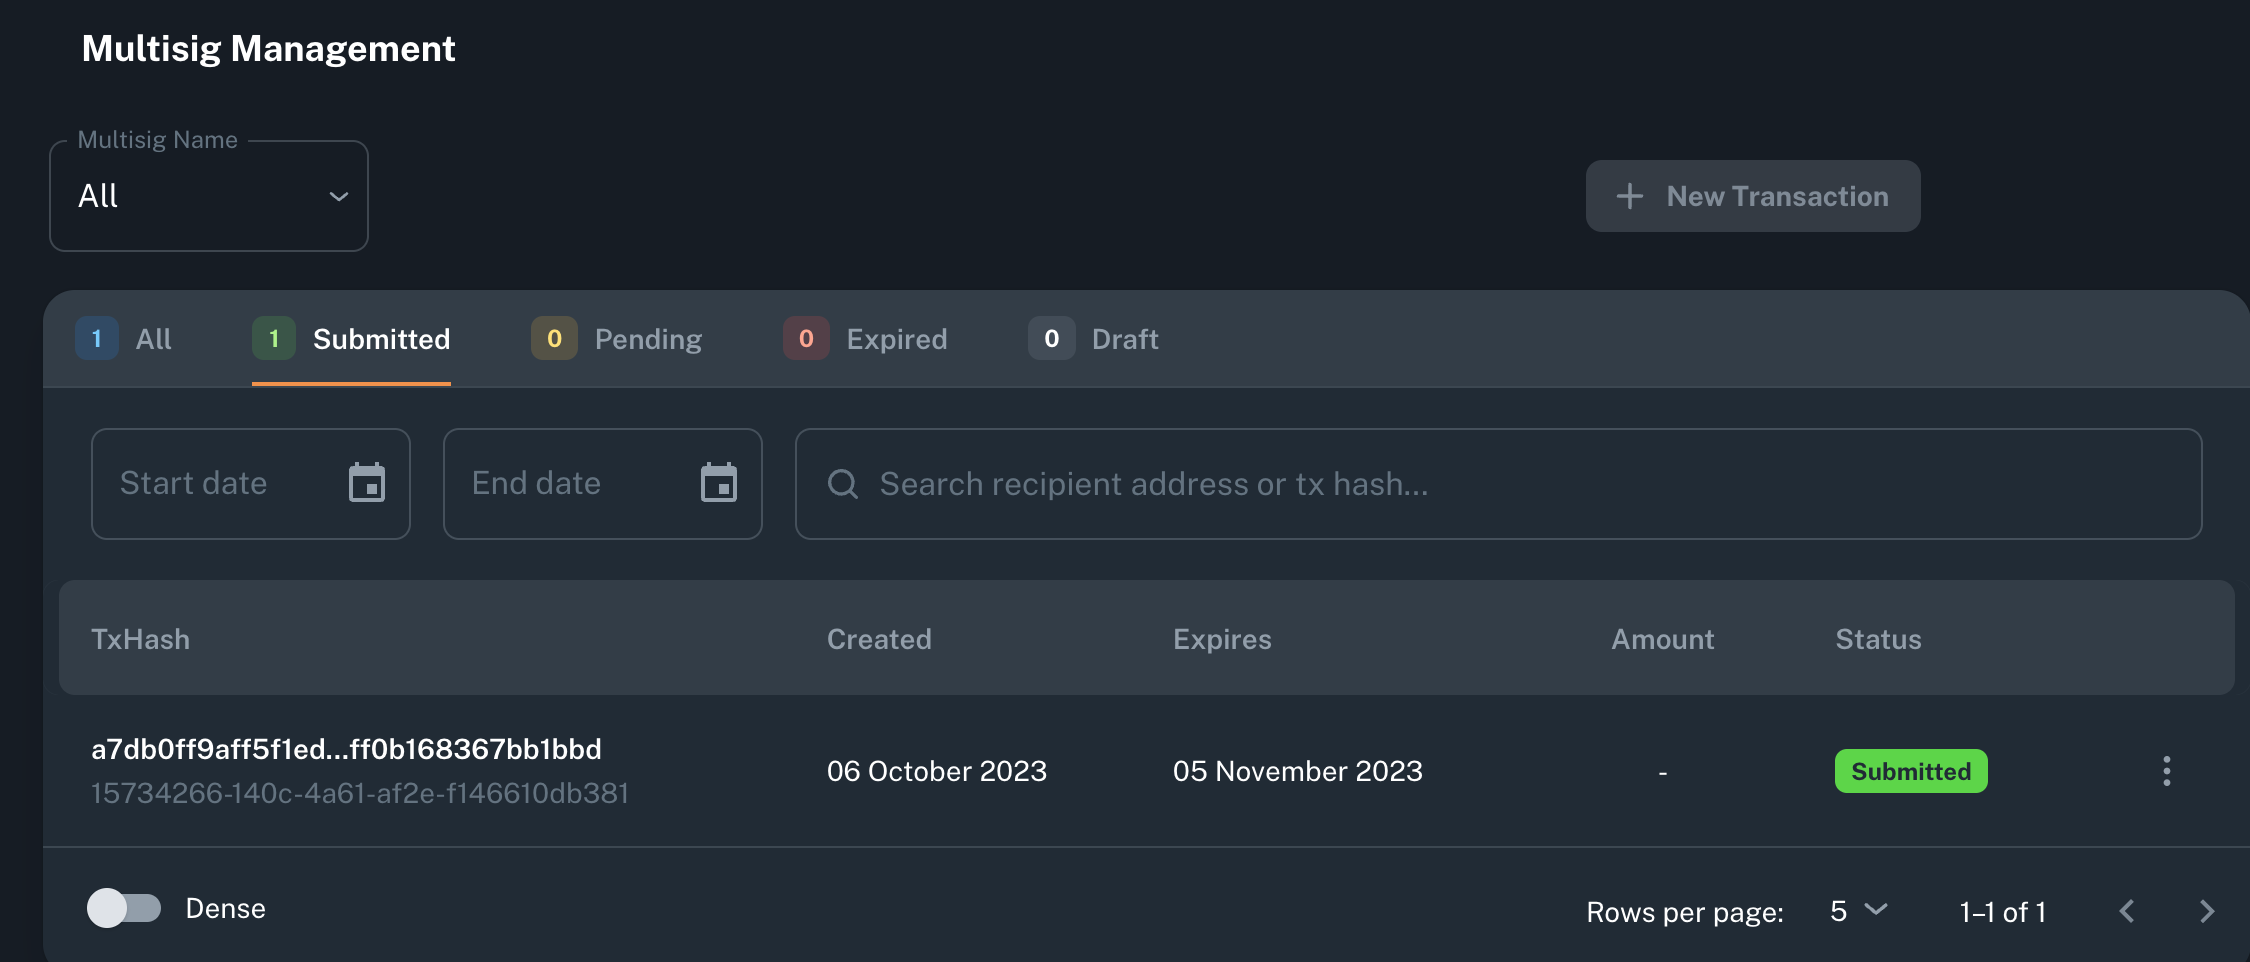 Multisig Management
Multisig Name
All
New Transaction
1 All 1 Submitted 0 Pending 0 Expired 0 Draft
Start date End date Search recipient address or tx hash...
TxHash Created Expires Amount Status
a7db0ff9aff5f1ed...ff0b168367bb1bbd
15734266-140c-4a61-af2e-f146610db381
06 October 2023 05 November 2023 - Submitted
Dense Rows per page: 5 1–1 of 1